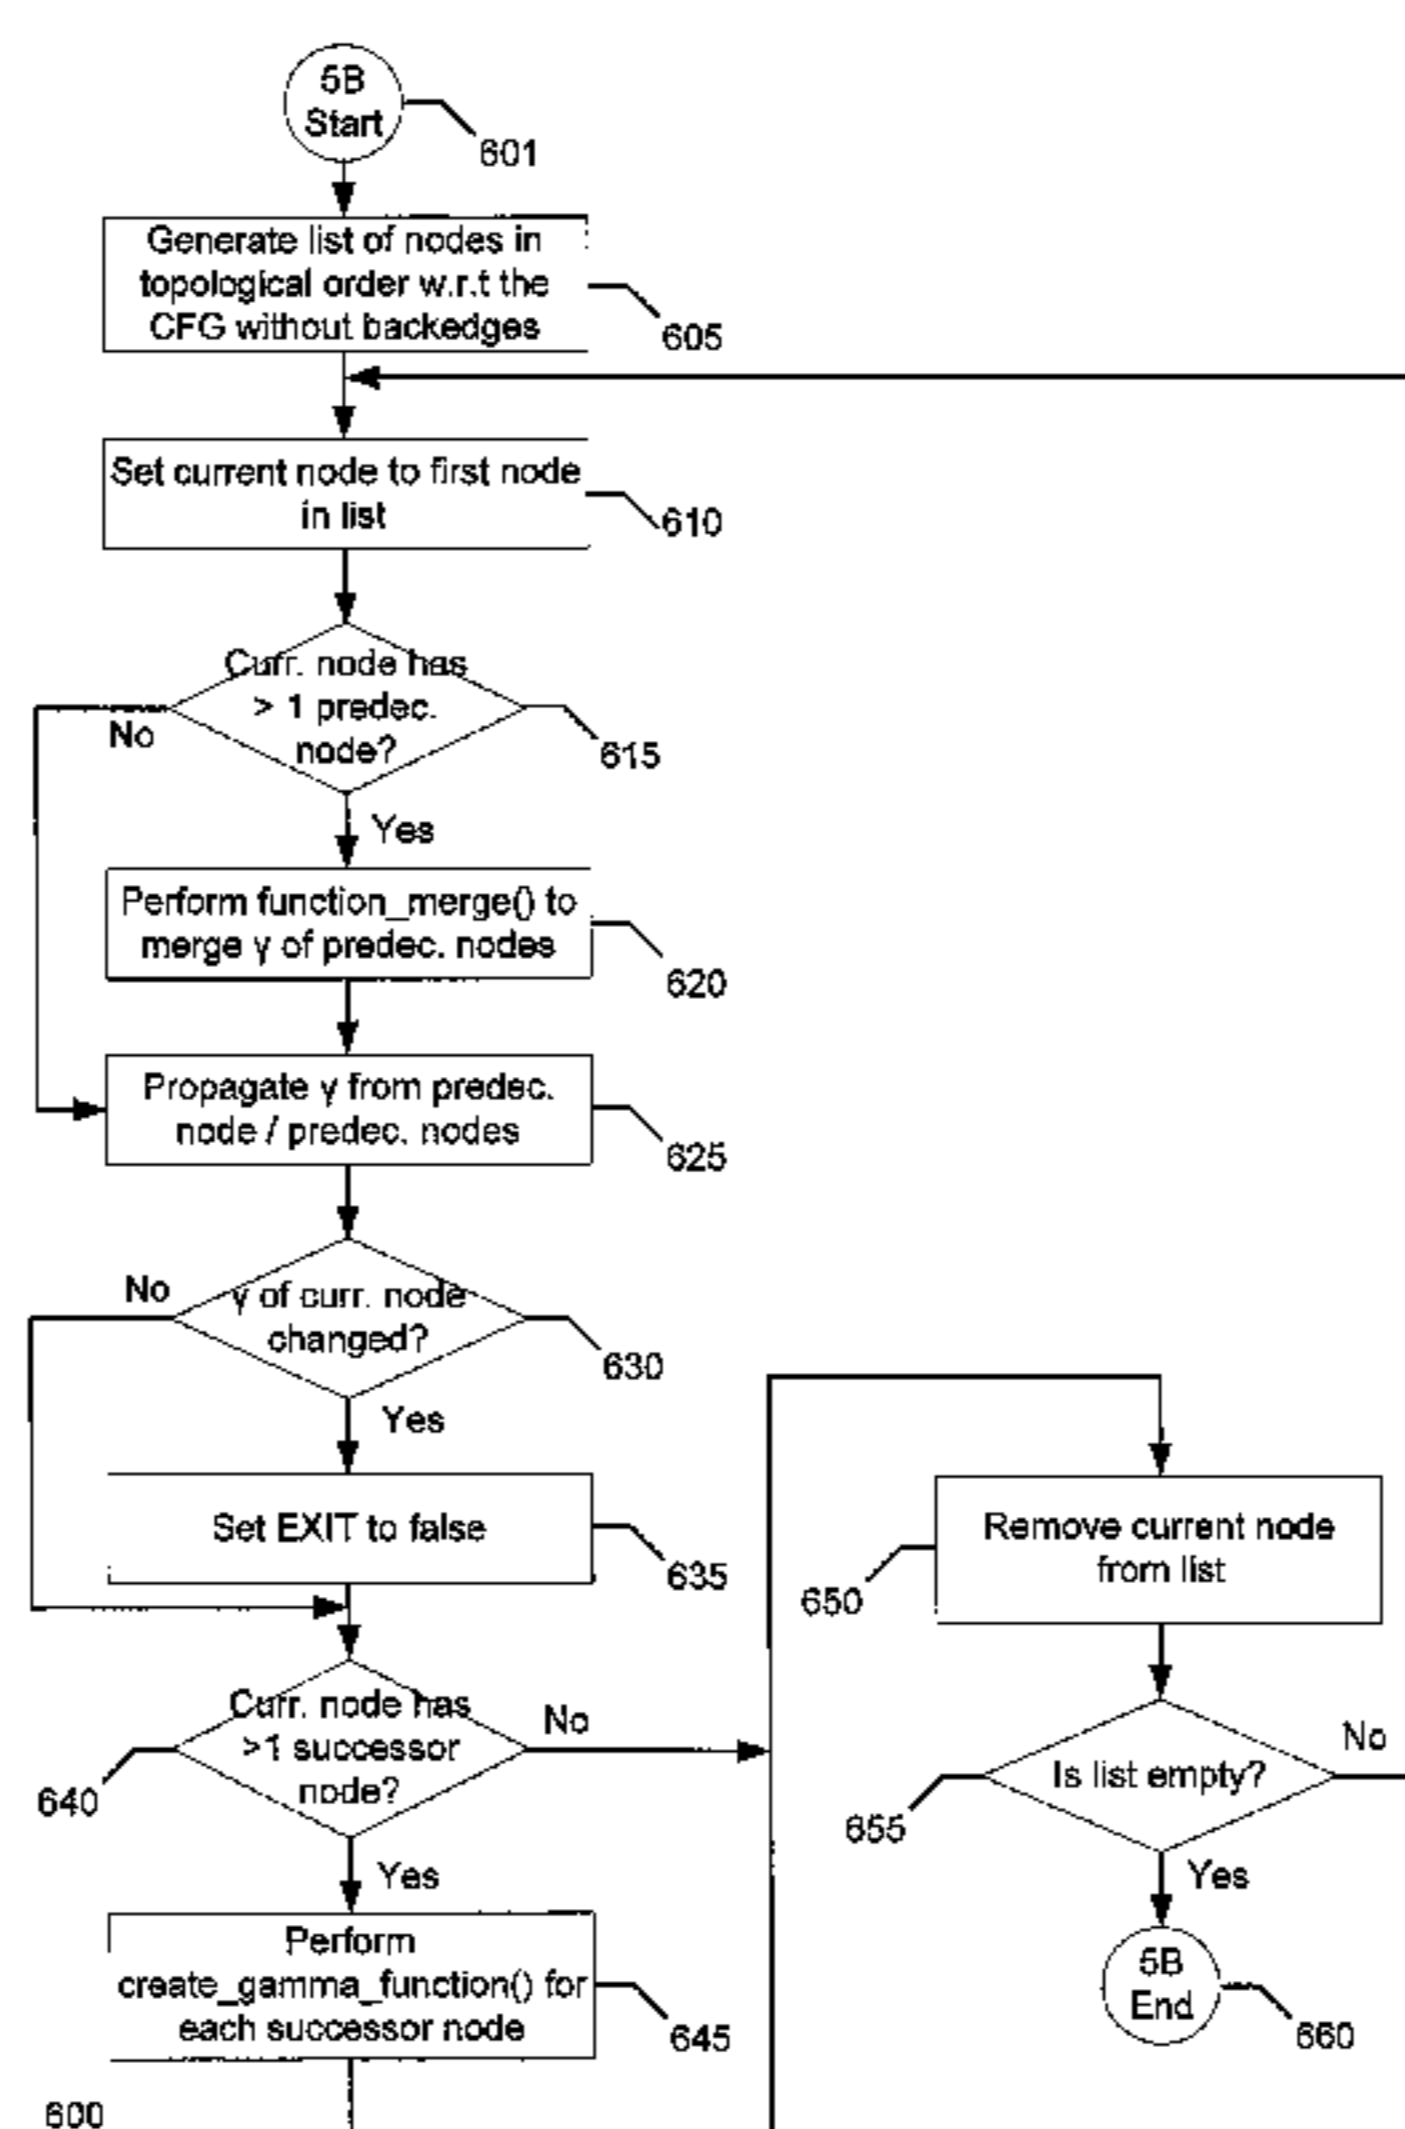 5B
Start
601
Generate list of nodes in
topological order w.r.t the
CFG without backedges
605
Set current node to first node
in list
610
Curr. node has
> 1 predec.
node?
615
No
Yes
Perform function_merge() to
merge γ of predec. nodes
620
Propagate γ from predec.
node / predec. nodes
625
γ of curr. node
changed?
630
No
Yes
Set EXIT to false
635
Curr. node has
>1 successor
node?
640
No
Yes
Perform
create_gamma_function() for
each successor node
645
600
Remove current node
from list
650
Is list empty?
655
No
Yes
5B
End
660